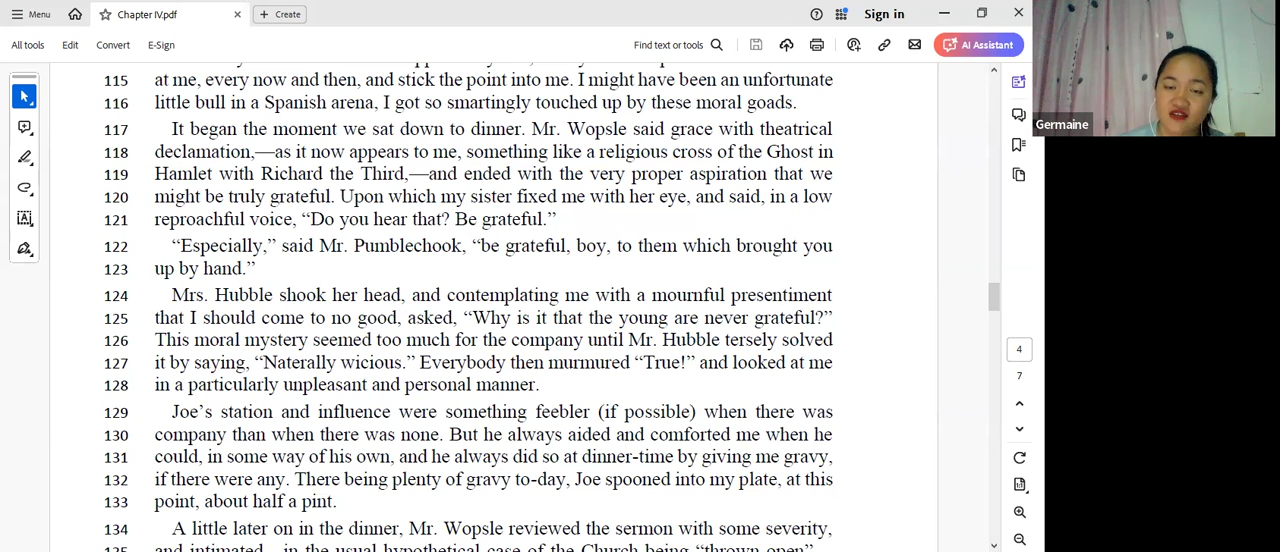 Menu
Chapter IV.pdf
Create
Sign in
All tools
Edit
Convert
E-Sign
Find text or tools
AI Assistant
115 at me, every now and then, and stick the point into me. I might have been an unfortunate
116 little bull in a Spanish arena, I got so smartingly touched up by these moral goads.
117 It began the moment we sat down to dinner. Mr. Wopsle said grace with theatrical
118 declamation,—as it now appears to me, something like a religious cross of the Ghost in
119 Hamlet with Richard the Third,—and ended with the very proper aspiration that we
120 might be truly grateful. Upon which my sister fixed me with her eye, and said, in a low
121 reproachful voice, “Do you hear that? Be grateful.”
122 “Especially,” said Mr. Pumblechook, “be grateful, boy, to them which brought you
123 up by hand.”
124 Mrs. Hubble shook her head, and contemplating me with a mournful presentiment
125 that I should come to no good, asked, “Why is it that the young are never grateful?”
126 This moral mystery seemed too much for the company until Mr. Hubble tersely solved
127 it by saying, “Naterally wicious.” Everybody then murmured “True!” and looked at me
128 in a particularly unpleasant and personal manner.
129 Joe’s station and influence were something feebler (if possible) when there was
130 company than when there was none. But he always aided and comforted me when he
131 could, in some way of his own, and he always did so at dinner-time by giving me gravy,
132 if there were any. There being plenty of gravy to-day, Joe spooned into my plate, at this
133 point, about half a pint.
134 A little later on in the dinner, Mr. Wopsle reviewed the sermon with some severity,
and intimated—in the usual hypothetical case of the Church being “thrown open”—
4
7
Germaine